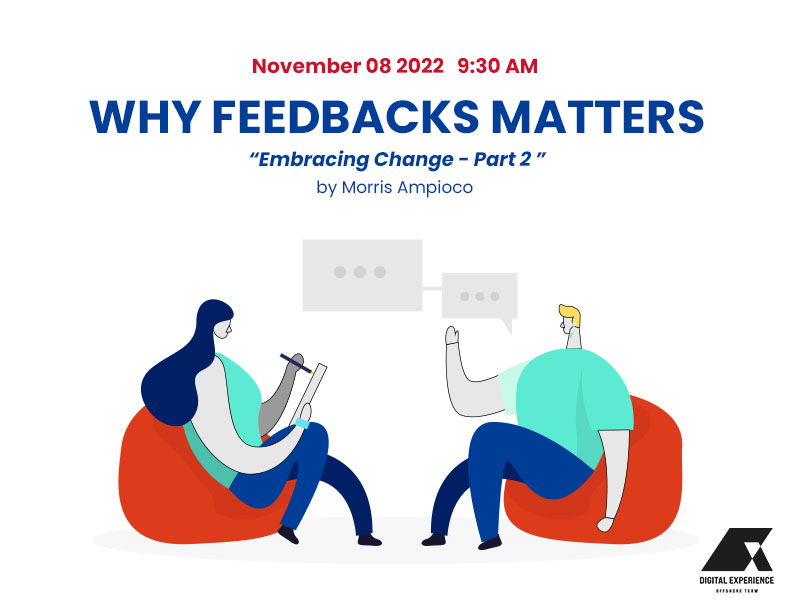 November 08 2022 9:30 AM
WHY FEEDBACKS MATTERS
“Embracing Change - Part 2 ”
by Morris Ampioco
DIGITAL EXPERIENCE
OFFSHORE TEAM